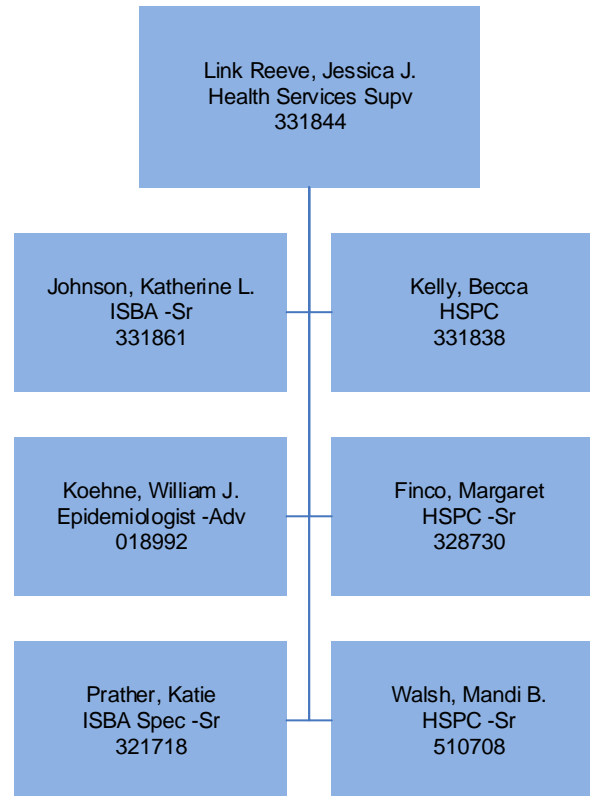 Link Reeve, Jessica J.
Health Services Supv
331844
Johnson, Katherine L.
ISBA -Sr
331861
Kelly, Becca
HSPC
331838
Koehne, William J.
Epidemiologist -Adv
018992
Finco, Margaret
HSPC -Sr
328730
Prather, Katie
ISBA Spec -Sr
321718
Walsh, Mandi B.
HSPC -Sr
510708